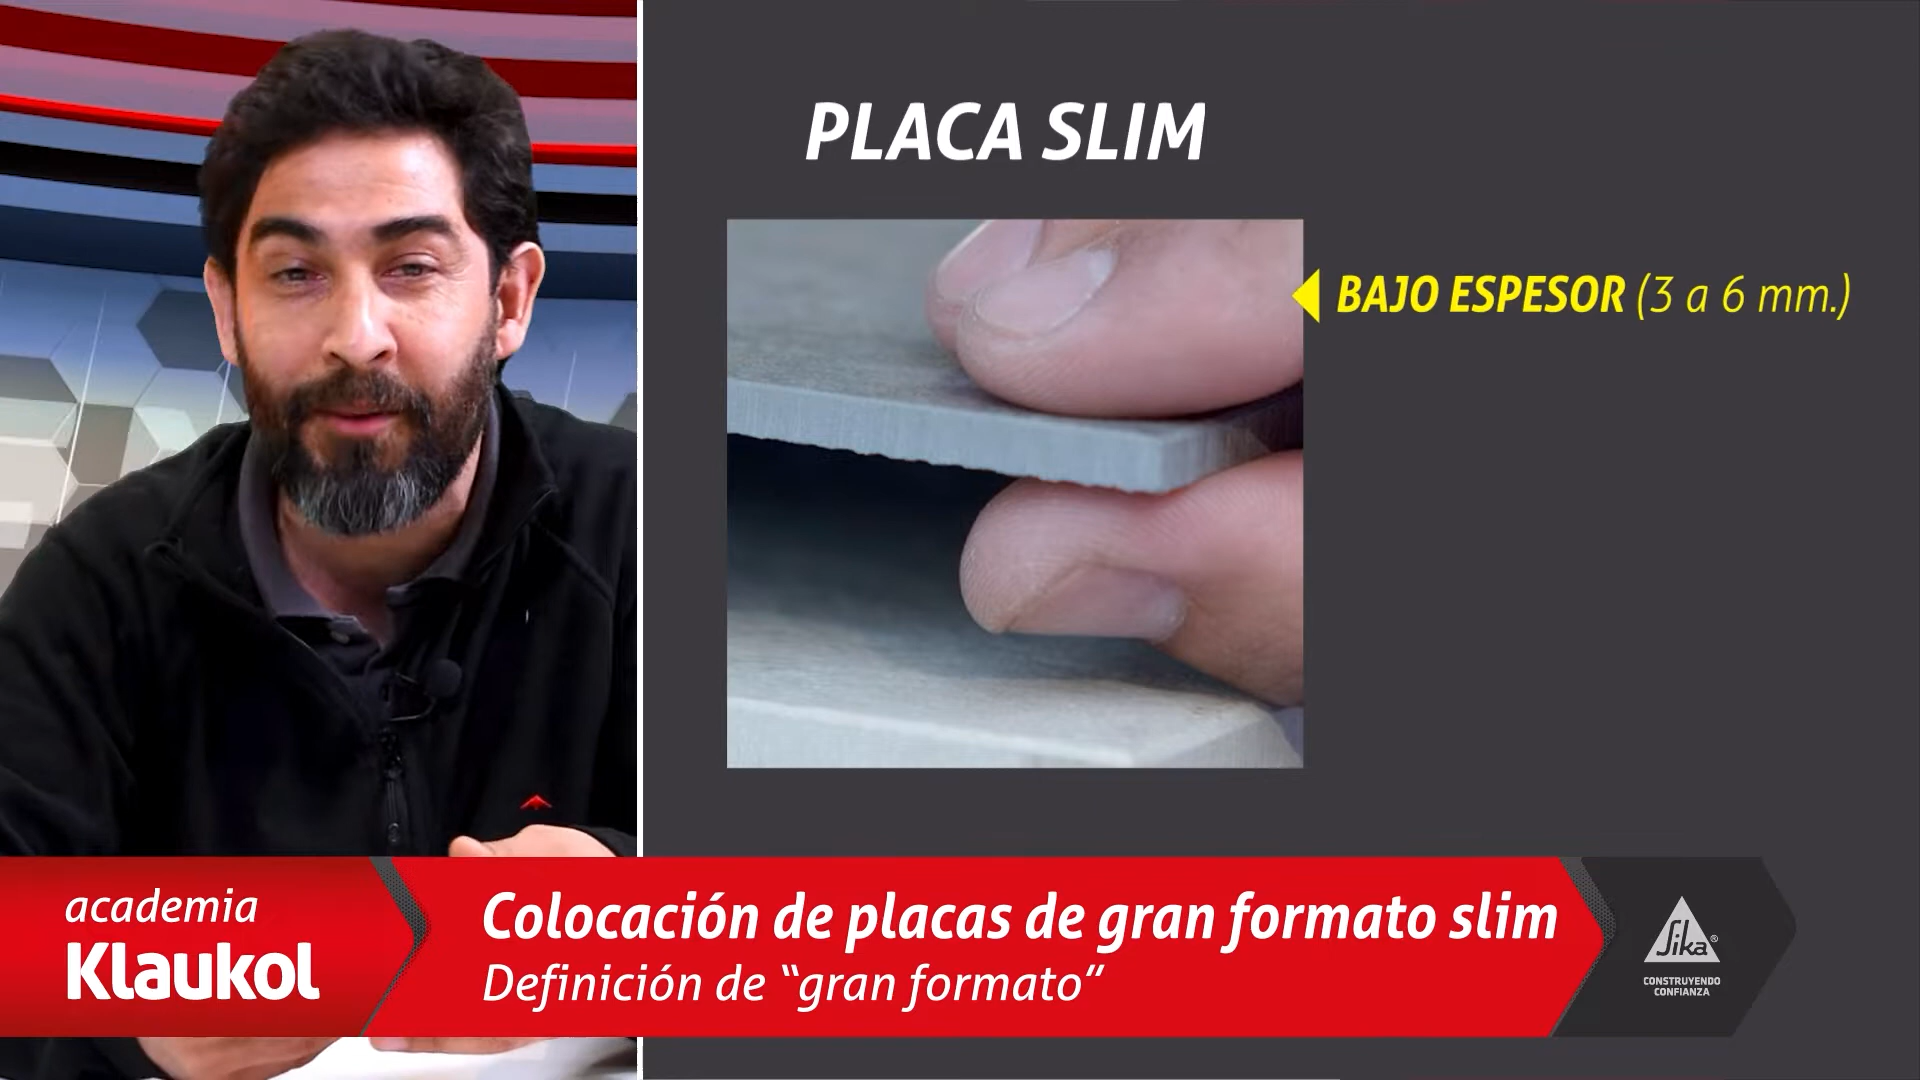 PLACA SLIM
BAJO ESPESOR (3 a 6 mm.)
academia
Klaukol
Colocación de placas de gran formato slim
Definición de “gran formato”
Sika®
CONSTRUYENDO
CONFIANZA